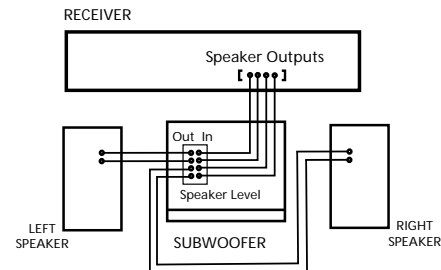 RECEIVER
Speaker Outputs
[ ]
Out In
Speaker Level
LEFT
SPEAKER
SUBWOOFER
RIGHT
SPEAKER